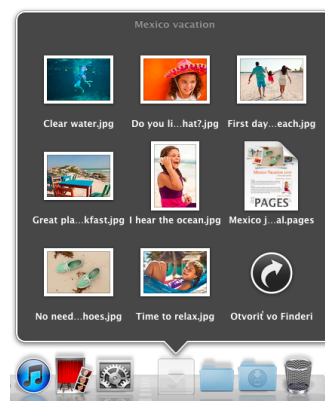 Mexico vacation
Clear water.jpg
Do you li...hat?.jpg
First day...each.jpg
Great pla...kfast.jpg
I hear the ocean.jpg
PAGES
Mexico j...al.pages
No need...hoes.jpg
Time to relax.jpg
Otvoriť vo Finderi